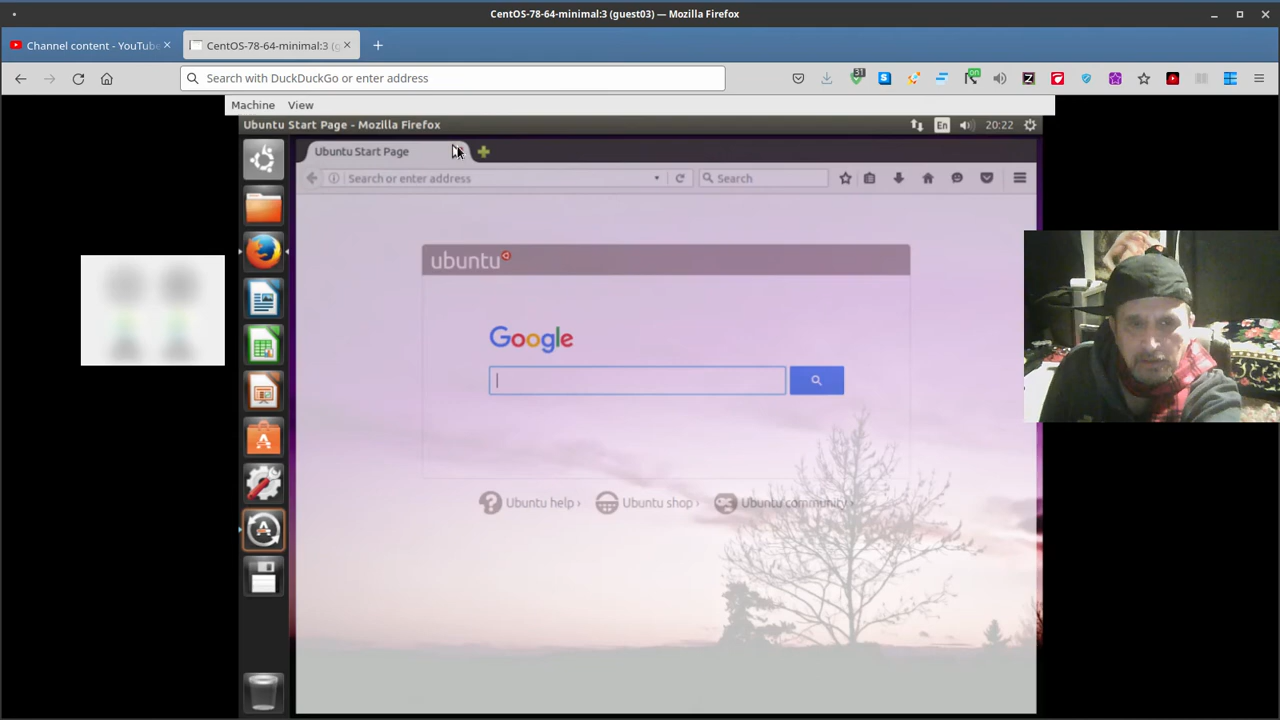 CentOS-78-64-minimal:3 (guest03) — Mozilla Firefox
Channel content - YouTube
CentOS-78-64-minimal:3 (g
Search with DuckDuckGo or enter address
31
on
Machine View
Ubuntu Start Page - Mozilla Firefox
En
20:22
Ubuntu Start Page
Search or enter address
Search
ubuntu
Google
Ubuntu help ›
Ubuntu shop ›
Ubuntu community ›